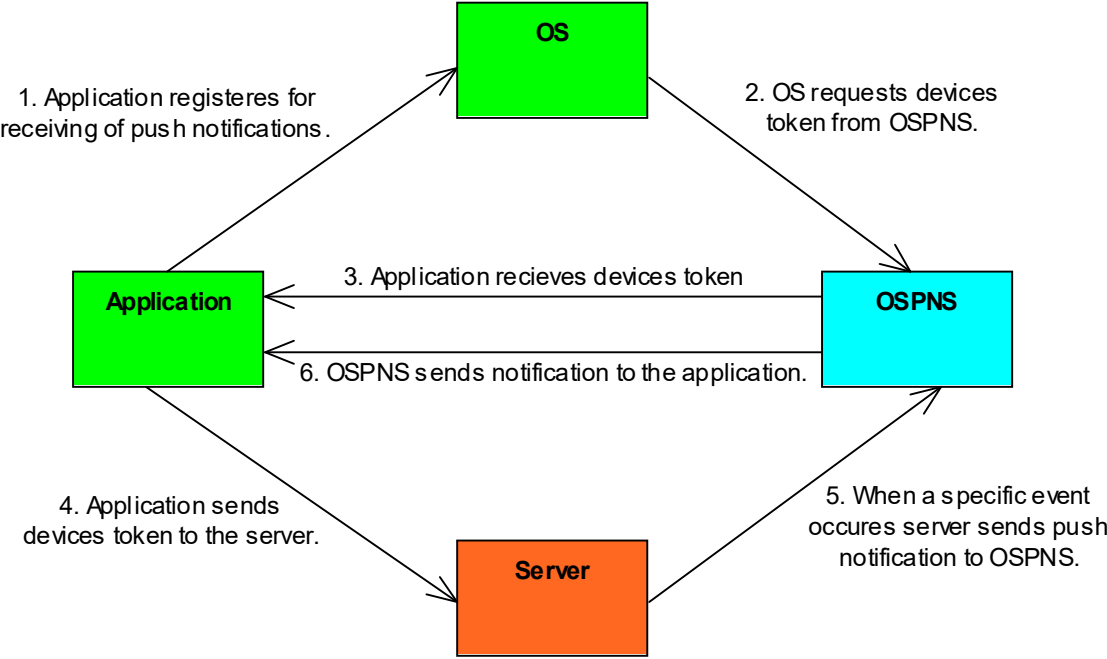 OS
1. Application registeres for
receiving of push notifications.
2. OS requests devices
token from OSPNS.
3. Application recieves devices token
Application
OSPNS
6. OSPNS sends notification to the application.
4. Application sends
devices token to the server.
5. When a specific event
occures server sends push
notification to OSPNS.
Server